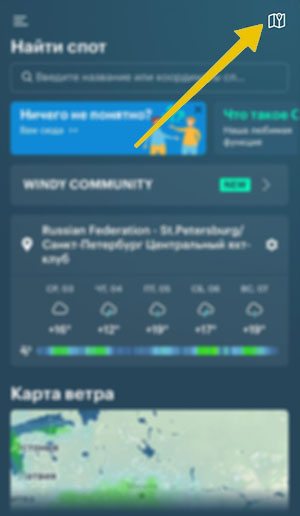 Найти спот
Введите название или координаты сп...
Ничего не понятно?
Вам сюда →
Что такое С
Наша любимая
функция
WINDY COMMUNITY
NEW
Russian Federation - St.Petersburg/
Санкт-Петербург Центральный яхт-
клуб
СР, 03 ЧТ, 04 ПТ, 05 СБ, 06 ВС, 07
+16° +12° +19° +17° +19°
Карта ветра